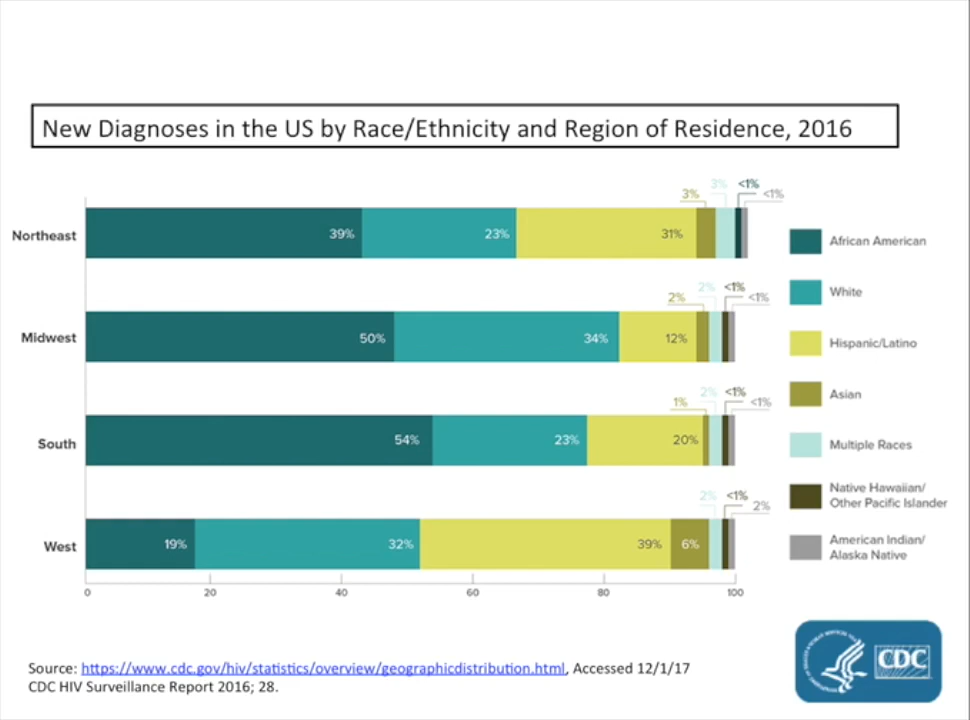 New Diagnoses in the US by Race/Ethnicity and Region of Residence, 2016
3% 3% <1% <1%
Northeast 39% 23% 31%
African American
2% 2% <1% <1%
White
Midwest 50% 34% 12%
Hispanic/Latino
1% 2% <1% <1%
Asian
South 54% 23% 20%
Multiple Races
2% <1% 2%
Native Hawaiian/
Other Pacific Islander
West 19% 32% 39% 6%
American Indian/
Alaska Native
0 20 40 60 80 100
CDC
Source: https://www.cdc.gov/hiv/statistics/overview/geographicdistribution.html, Accessed 12/1/17
CDC HIV Surveillance Report 2016; 28.